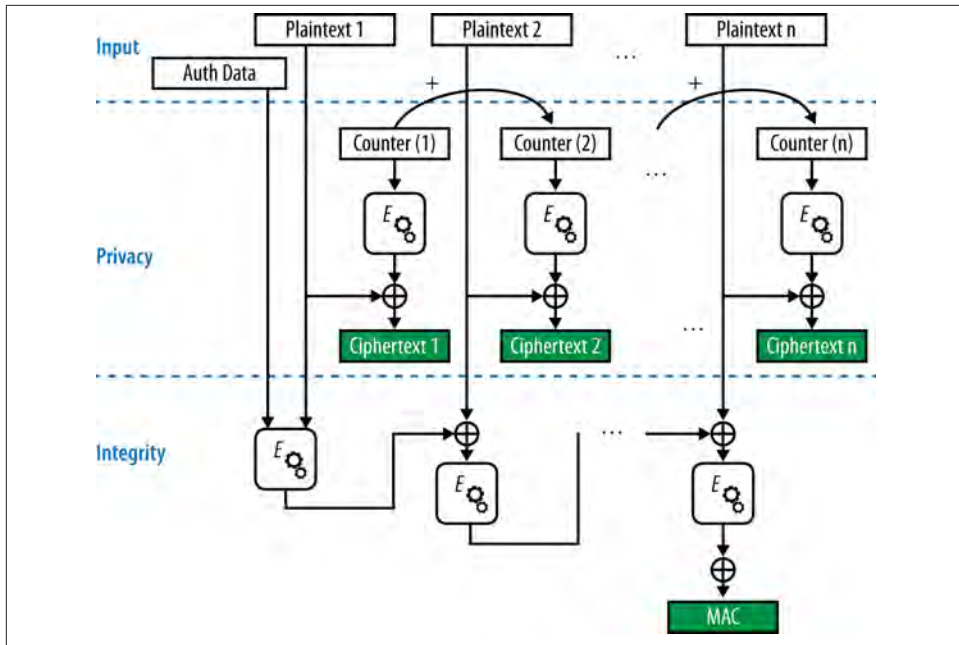 Plaintext 1 Plaintext 2 Plaintext n
Input
...
Auth Data
+ +
Counter (1) Counter (2) Counter (n)
...
E E E
Privacy
...
Ciphertext 1 Ciphertext 2 Ciphertext n
...
Integrity
E
E E
MAC